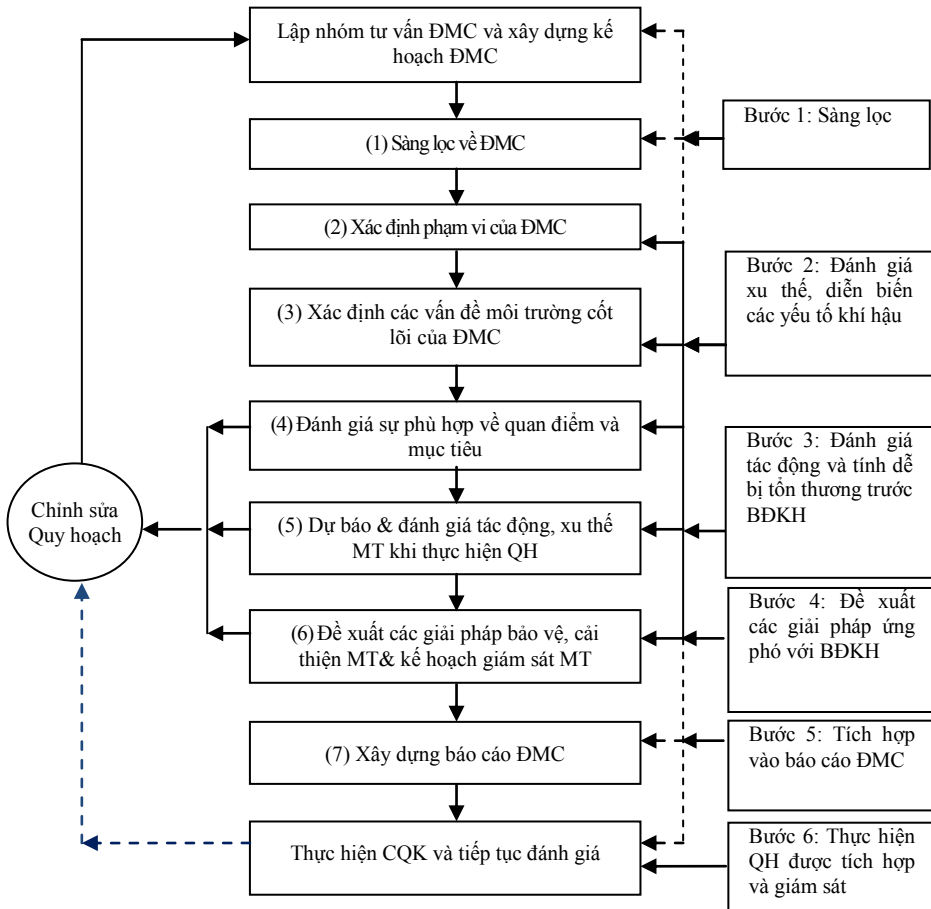 Lập nhóm tư vấn ĐMC và xây dựng kế
hoạch ĐMC
(1) Sàng lọc về ĐMC
(2) Xác định phạm vi của ĐMC
(3) Xác định các vấn đề môi trường cốt
lõi của ĐMC
(4) Đánh giá sự phù hợp về quan điểm và
mục tiêu
(5) Dự báo & đánh giá tác động, xu thế
MT khi thực hiện QH
(6) Đề xuất các giải pháp bảo vệ, cải
thiện MT& kế hoạch giám sát MT
(7) Xây dựng báo cáo ĐMC
Thực hiện CQK và tiếp tục đánh giá
Chỉnh sửa
Quy hoạch
Bước 1: Sàng lọc
Bước 2: Đánh giá
xu thế, diễn biến
các yếu tố khí hậu
Bước 3: Đánh giá
tác động và tính dễ
bị tổn thương trước
BĐKH
Bước 4: Đề xuất
các giải pháp ứng
phó với BĐKH
Bước 5: Tích hợp
vào báo cáo ĐMC
Bước 6: Thực hiện
QH được tích hợp
và giám sát